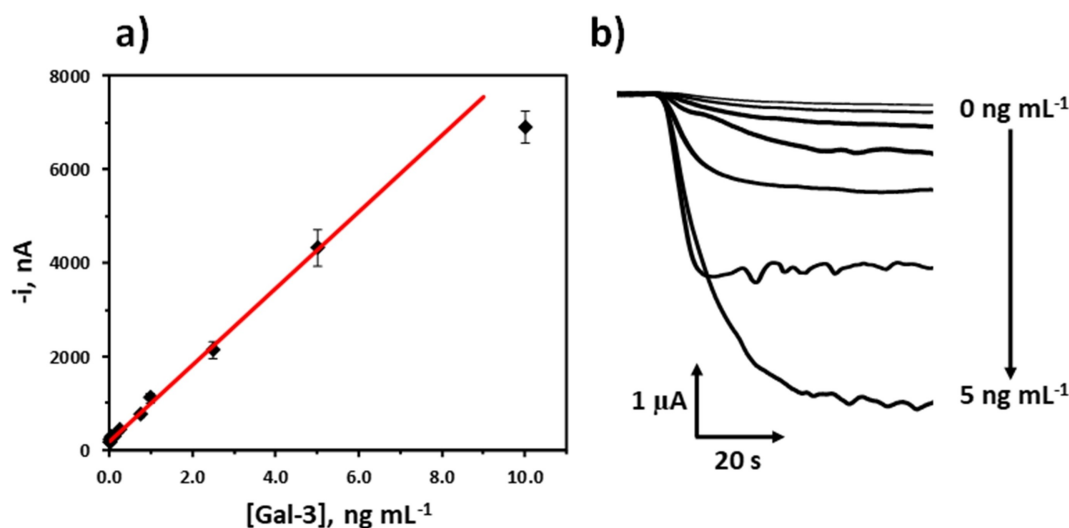 a)
8000
6000
4000
2000
0
-i, nA
0.0 2.0 4.0 6.0 8.0 10.0
[Gal-3], ng mL⁻¹
b)
0 ng mL⁻¹
5 ng mL⁻¹
1 µA
20 s